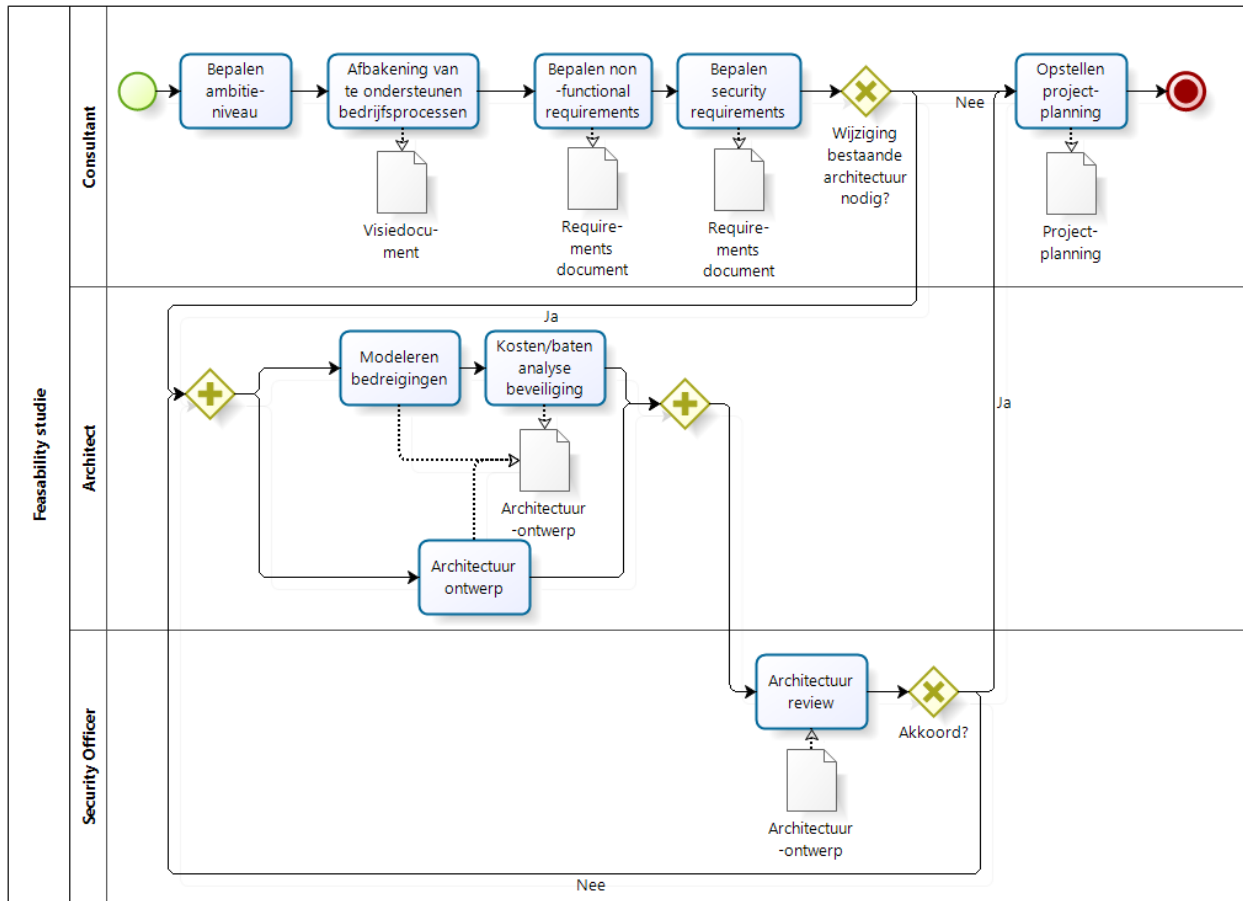 Feasability studie
Consultant
Bepalen
ambitie-
niveau
Afbakening van
te ondersteunen
bedrijfsprocessen
Bepalen non
-functional
requirements
Bepalen
security
requirements
Wijziging
bestaande
architectuur
nodig?
Nee
Opstellen
project-
planning
Visiedocu-
ment
Require-
ments
document
Require-
ments
document
Project-
planning
Architect
Ja
Modeleren
bedreigingen
Kosten/baten
analyse
beveiliging
Ja
Architectuur
-ontwerp
Architectuur
ontwerp
Security Officer
Architectuur
review
Akkoord?
Architectuur
-ontwerp
Nee